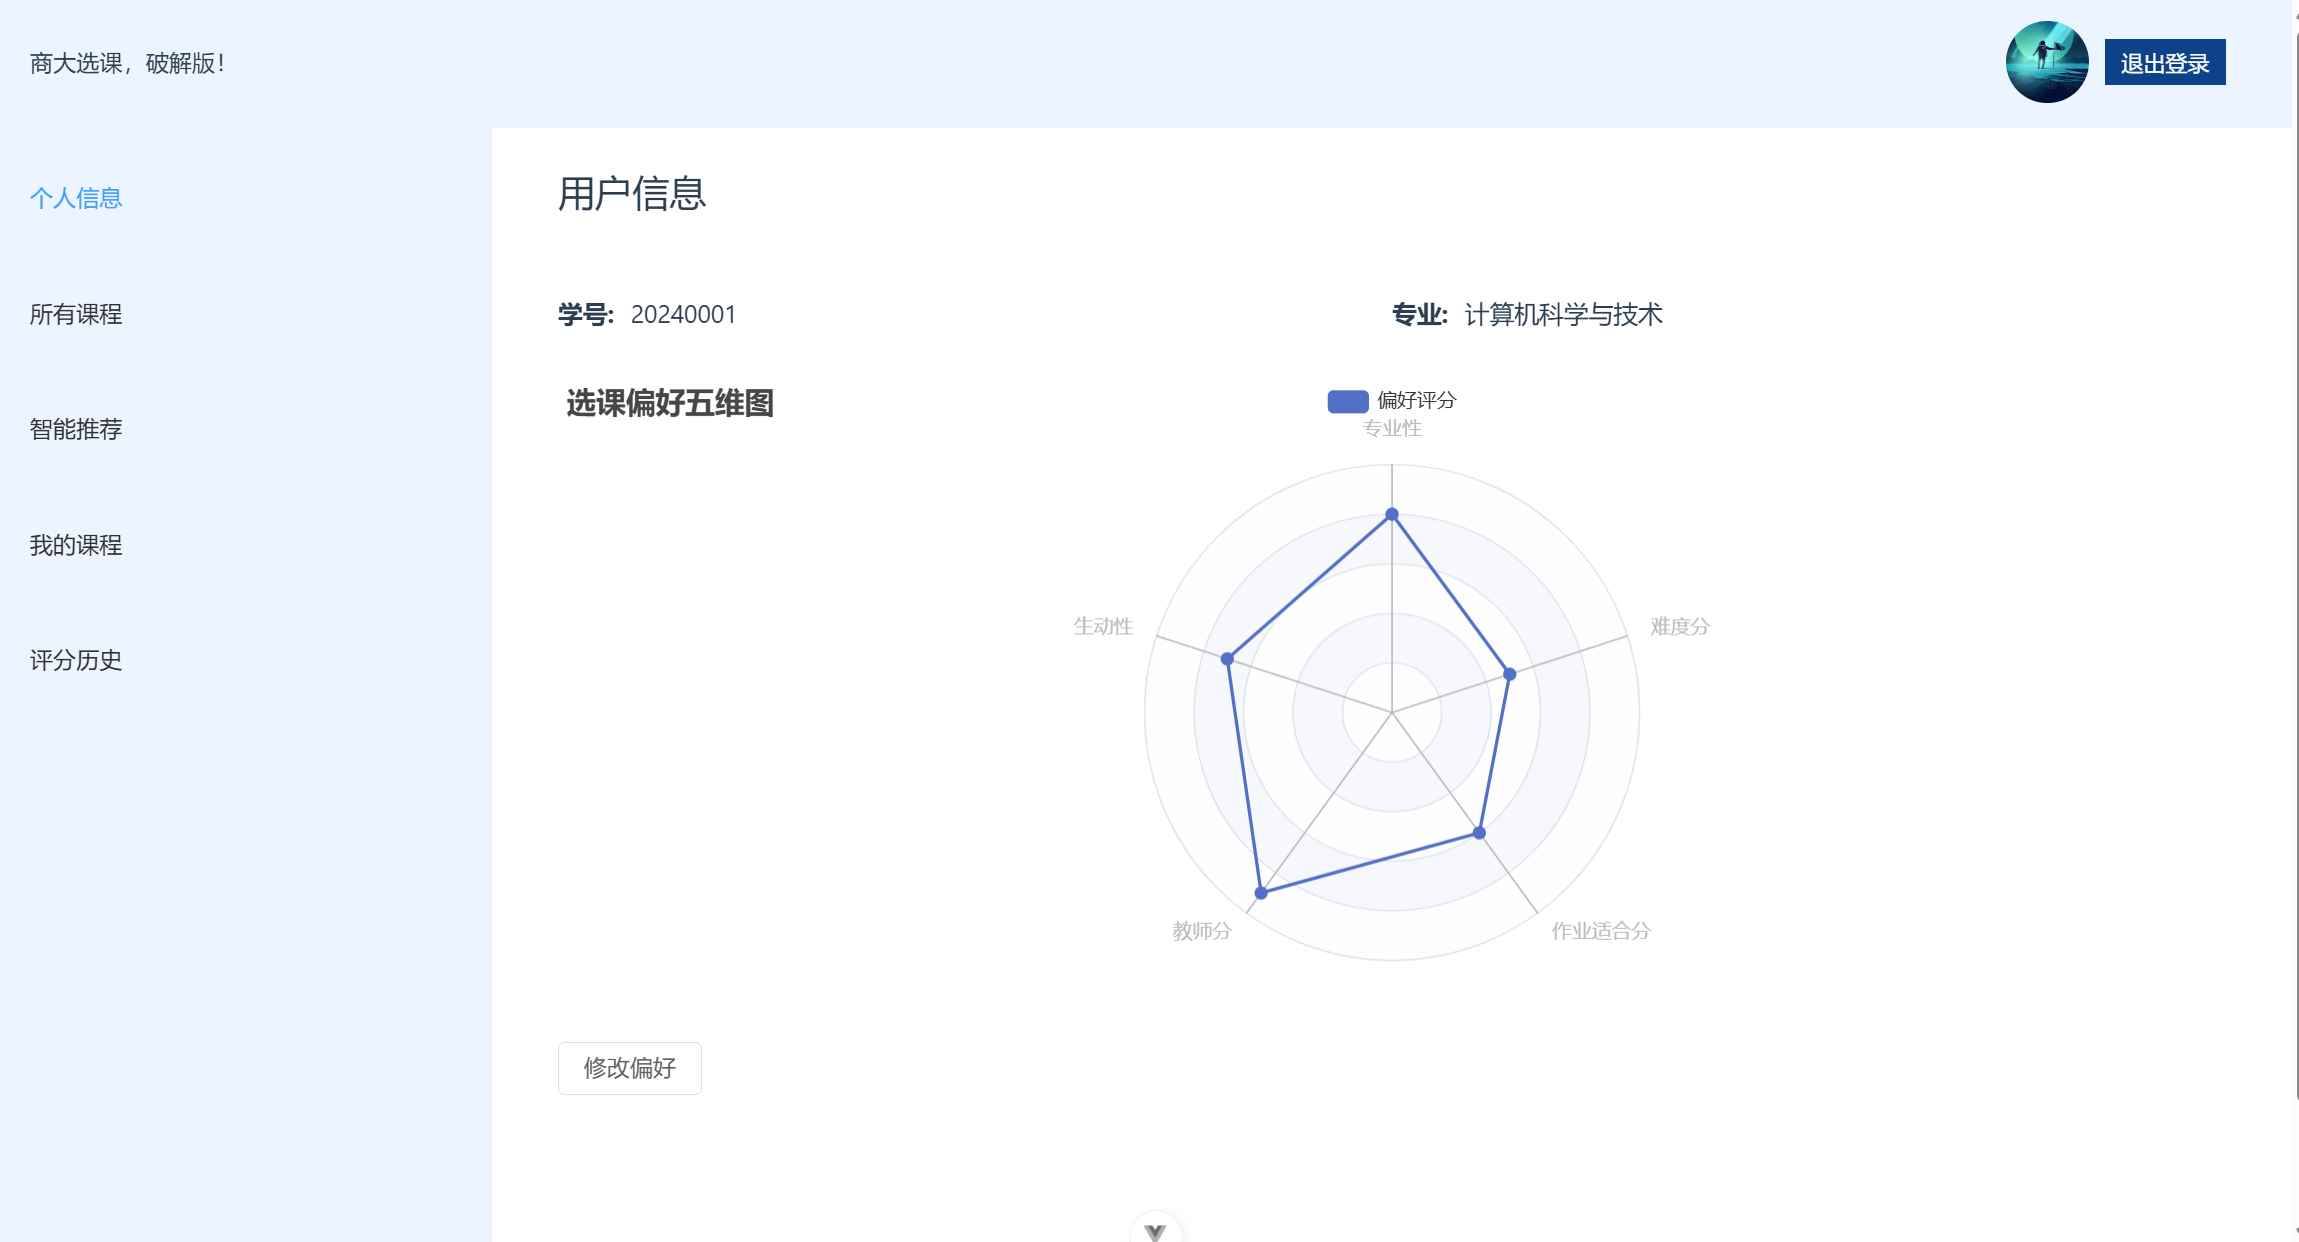 商大选课，破解版！
退出登录
个人信息
所有课程
智能推荐
我的课程
评分历史
用户信息
学号: 20240001
专业: 计算机科学与技术
选课偏好五维图
偏好评分
专业性
生动性
难度分
教师分
作业适合分
修改偏好